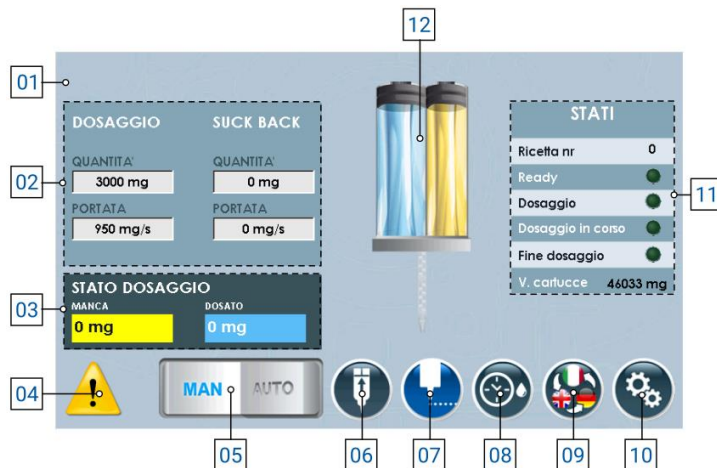 12
01
DOSAGGIO SUCK BACK
QUANTITA' QUANTITA'
3000 mg 0 mg
PORTATA PORTATA
950 mg/s 0 mg/s
02
STATI
Ricetta nr 0
Ready
Dosaggio
Dosaggio in corso
Fine dosaggio
V. cartucce 46033 mg
11
STATO DOSAGGIO
MANCA DOSATO
0 mg 0 mg
03
04
MAN AUTO
05 06 07 08 09 10